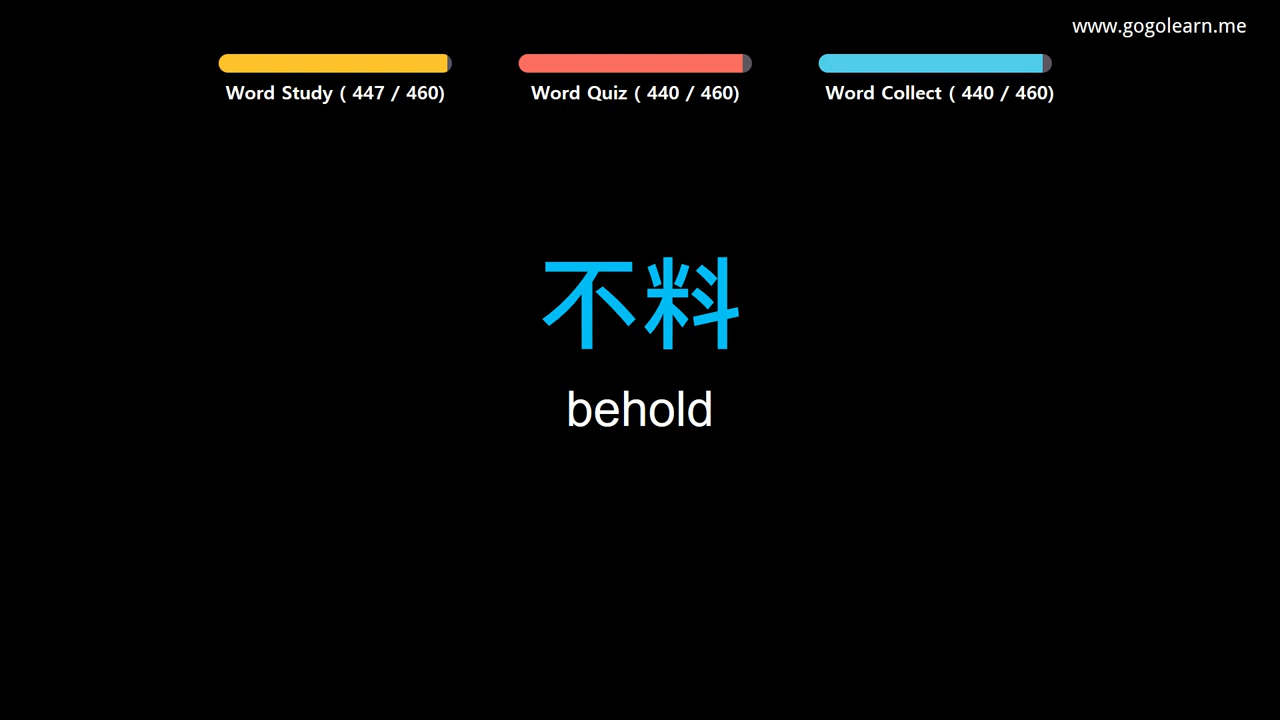 www.gogolearn.me
Word Study ( 447 / 460)
Word Quiz ( 440 / 460)
Word Collect ( 440 / 460)
不料
behold